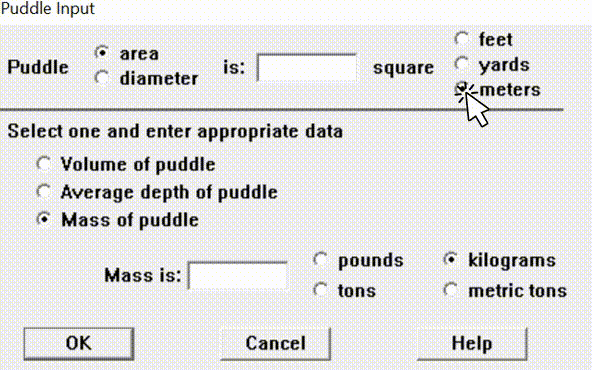 Puddle Input
feet
area
Puddle is: square yards
diameter
meters
Select one and enter appropriate data
Volume of puddle
Average depth of puddle
Mass of puddle
pounds kilograms
Mass is:
tons metric tons
OK Cancel Help